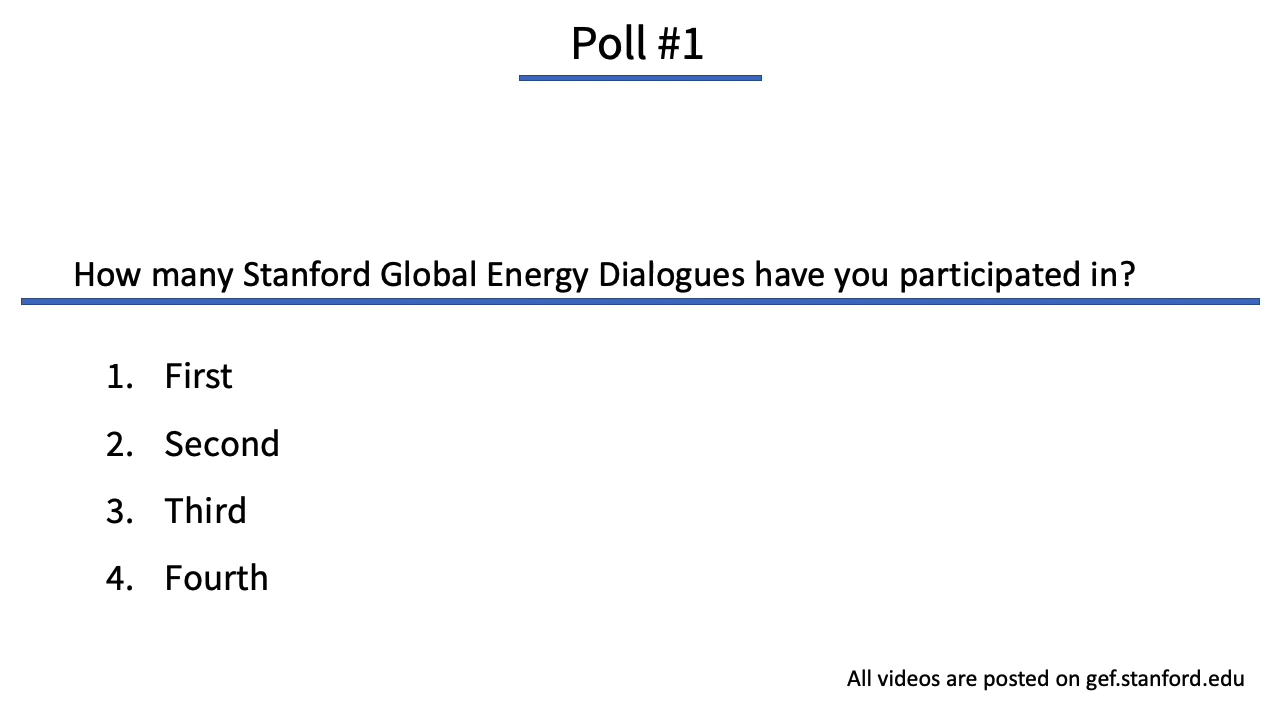 Poll #1
How many Stanford Global Energy Dialogues have you participated in?
1. First
2. Second
3. Third
4. Fourth
All videos are posted on gef.stanford.edu